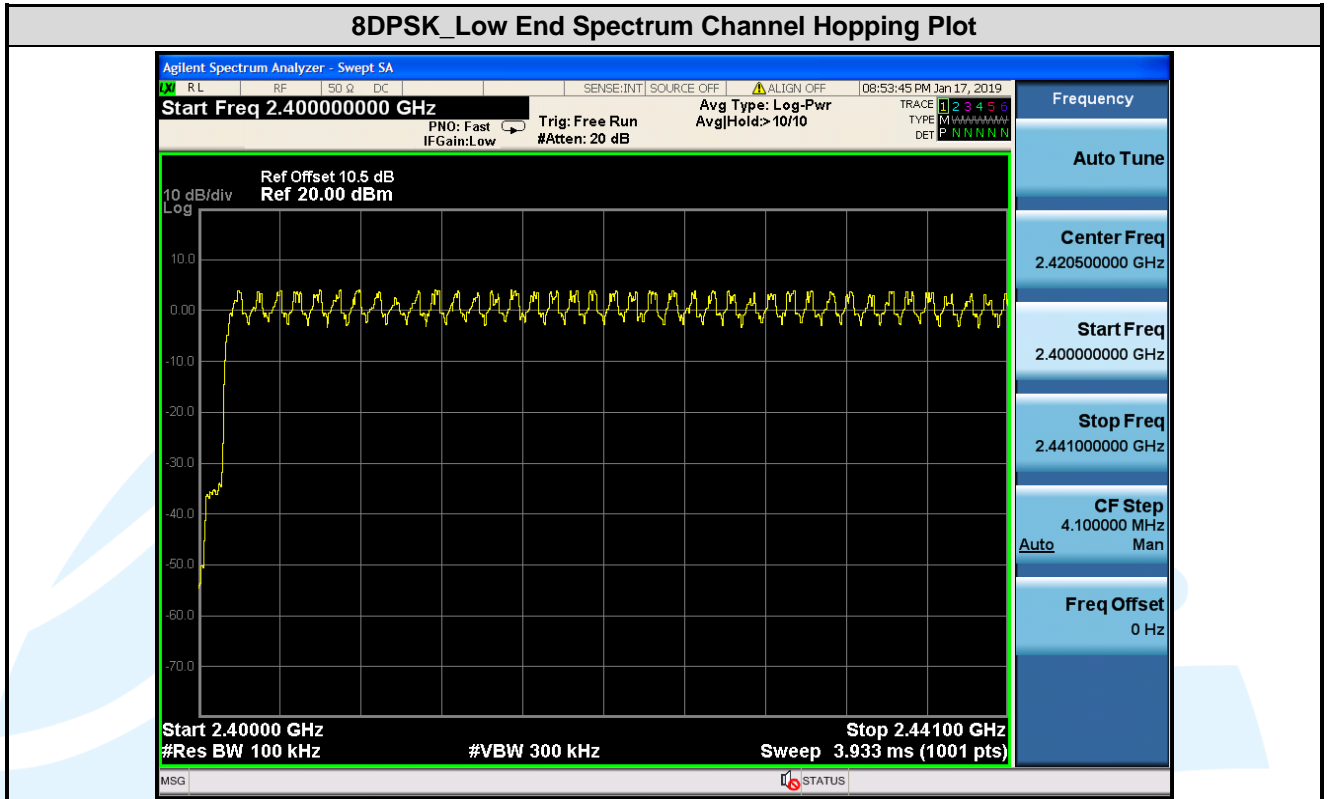 8DPSK_Low End Spectrum Channel Hopping Plot
Agilent Spectrum Analyzer - Swept SA
LXI RL RF 50 Ω DC SENSE:INT SOURCE OFF ALIGN OFF 08:53:45 PM Jan 17, 2019
Start Freq 2.400000000 GHz
PNO: Fast
IFGain:Low
Trig: Free Run
#Atten: 20 dB
Avg Type: Log-Pwr
Avg|Hold:> 10/10
TRACE 1 2 3 4 5 6
TYPE M WWWWW
DET P N N N N N
Ref Offset 10.5 dB
10 dB/div Ref 20.00 dBm
Log
10.0
0.00
-10.0
-20.0
-30.0
-40.0
-50.0
-60.0
-70.0
Start 2.40000 GHz Stop 2.44100 GHz
#Res BW 100 kHz #VBW 300 kHz Sweep 3.933 ms (1001 pts)
MSG STATUS
Frequency
Auto Tune
Center Freq
2.420500000 GHz
Start Freq
2.400000000 GHz
Stop Freq
2.441000000 GHz
CF Step
4.100000 MHz
Auto Man
Freq Offset
0 Hz